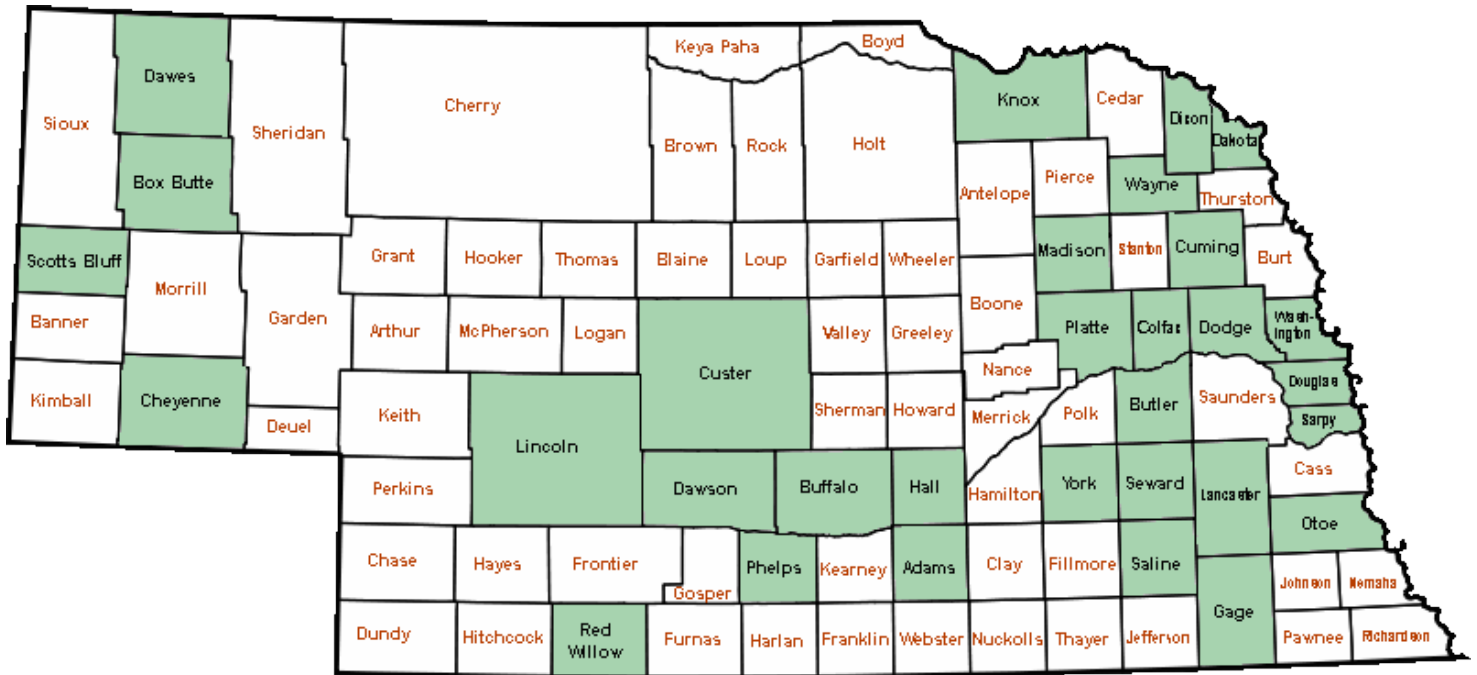 Keya Paha
Boyd
Dawes
Knox
Cedar
Cherry
Sioux
Sheridan
Dixon
Dakota
Brown
Rock
Holt
Box Butte
Antelope
Pierce
Wayne
Thurston
Scotts Bluff
Grant
Hooker
Thomas
Blaine
Loup
Garfield
Wheeler
Madison
Stanton
Cuming
Burt
Morrill
Banner
Garden
Arthur
McPherson
Logan
Valley
Greeley
Boone
Platte
Colfax
Dodge
Wash-
ington
Custer
Nance
Kimball
Cheyenne
Deuel
Keith
Sherman
Howard
Merrick
Polk
Butler
Saunders
Douglas
Sarpy
Lincoln
Perkins
Dawson
Buffalo
Hall
Hamilton
York
Seward
Lancaster
Cass
Otoe
Chase
Hayes
Frontier
Gosper
Phelps
Kearney
Adams
Clay
Fillmore
Saline
Johnson
Nemaha
Gage
Dundy
Hitchcock
Red
Willow
Furnas
Harlan
Franklin
Webster
Nuckolls
Thayer
Jefferson
Pawnee
Richardson